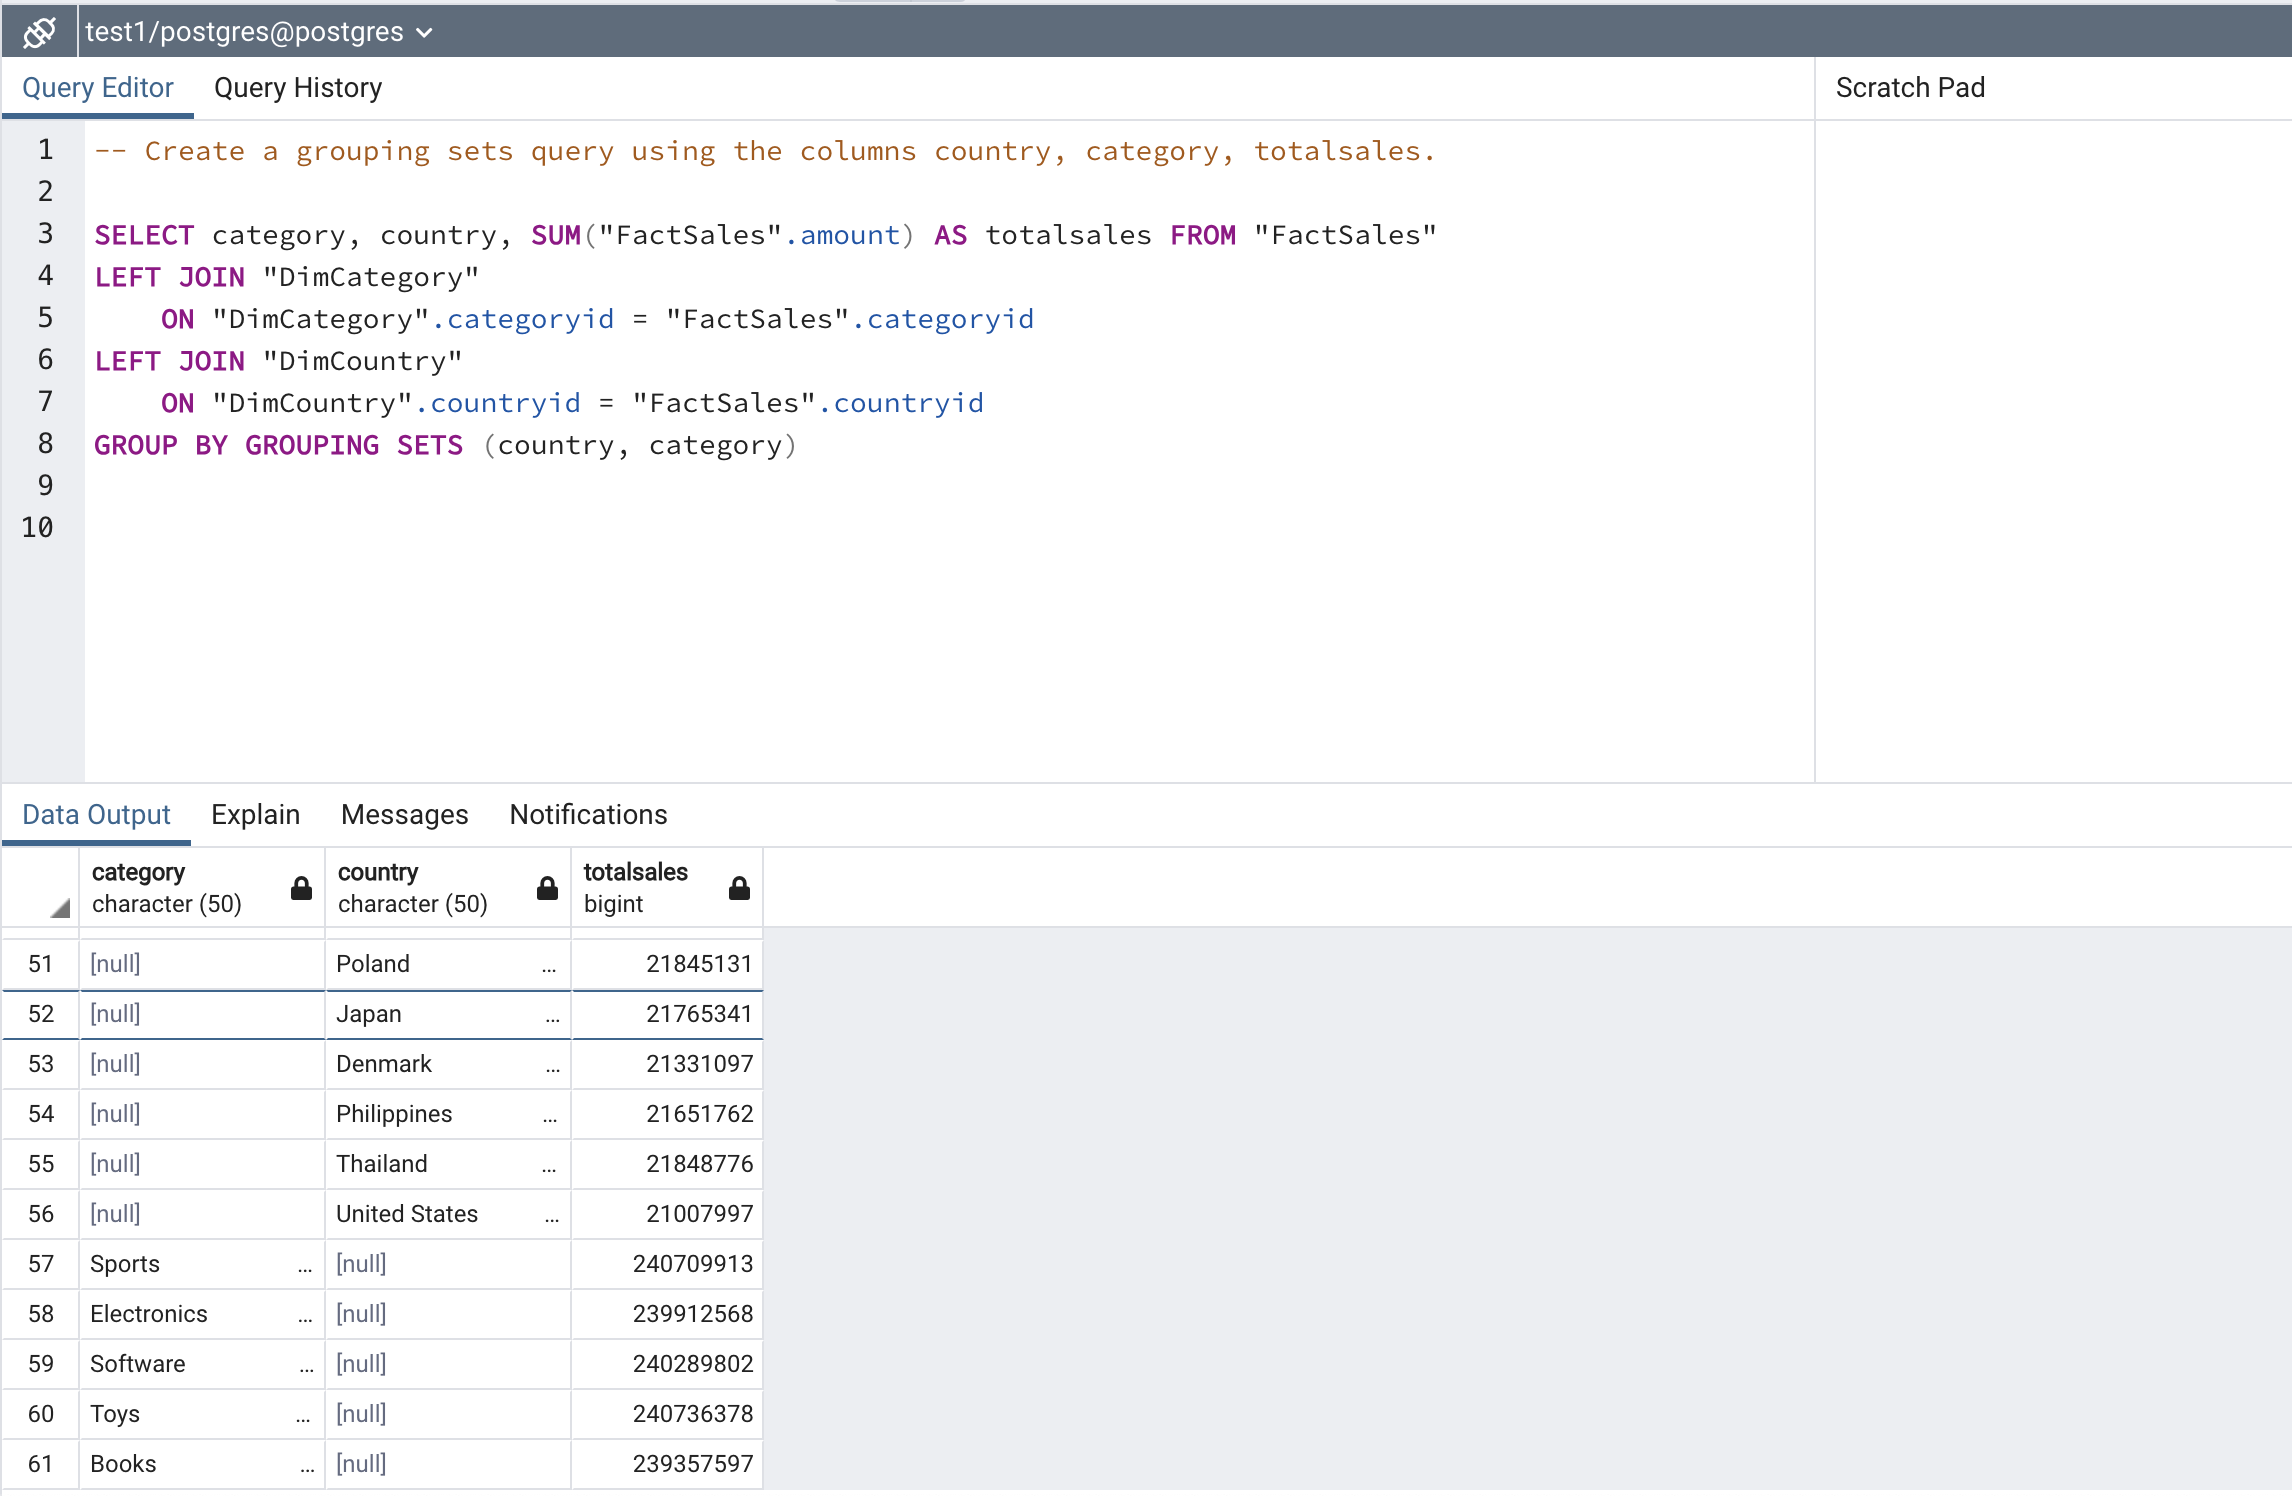 test1/postgres@postgres
Query Editor Query History Scratch Pad
1 -- Create a grouping sets query using the columns country, category, totalsales.
2
3 SELECT category, country, SUM("FactSales".amount) AS totalsales FROM "FactSales"
4 LEFT JOIN "DimCategory"
5 ON "DimCategory".categoryid = "FactSales".categoryid
6 LEFT JOIN "DimCountry"
7 ON "DimCountry".countryid = "FactSales".countryid
8 GROUP BY GROUPING SETS (country, category)
9
10
Data Output Explain Messages Notifications
category country totalsales
character (50) character (50) bigint
51 [null] Poland ... 21845131
52 [null] Japan ... 21765341
53 [null] Denmark ... 21331097
54 [null] Philippines ... 21651762
55 [null] Thailand ... 21848776
56 [null] United States ... 21007997
57 Sports ... [null] 240709913
58 Electronics ... [null] 239912568
59 Software ... [null] 240289802
60 Toys ... [null] 240736378
61 Books ... [null] 239357597